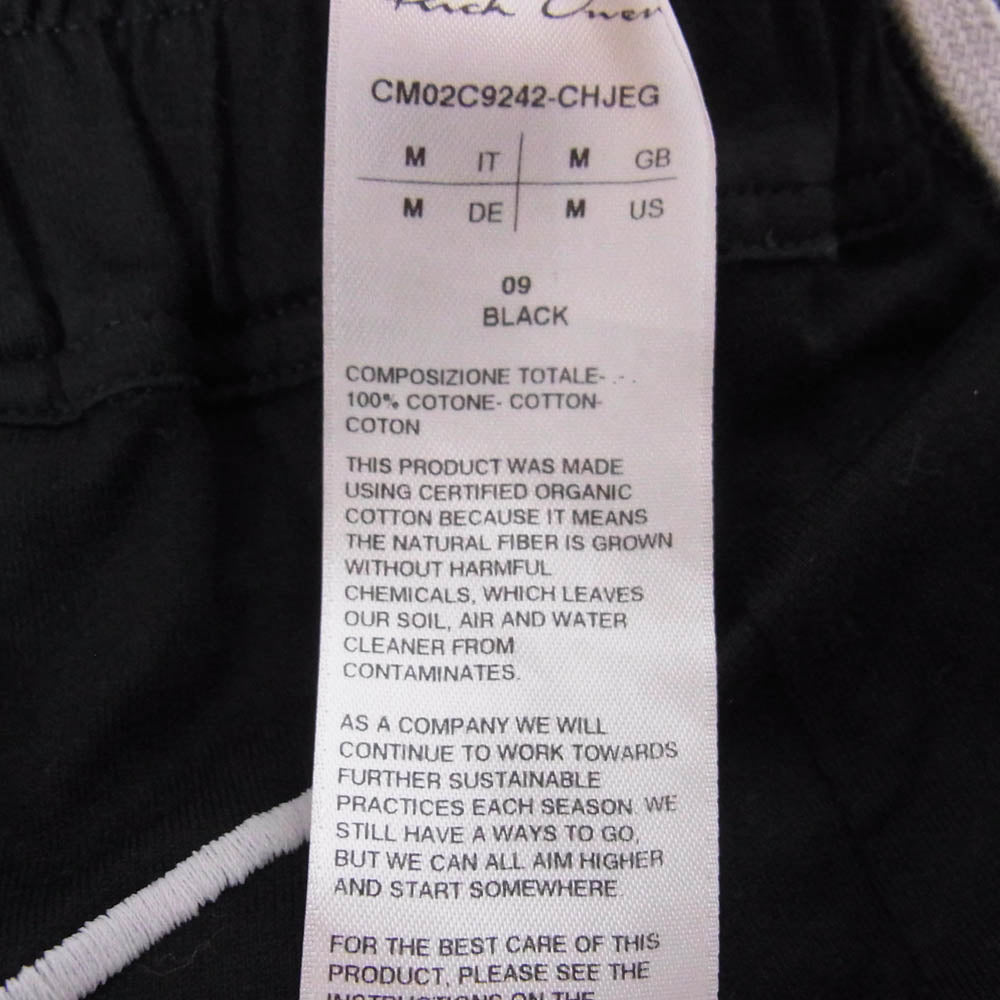 CM02C9242-CHJEG
M IT M GB
M DE M US
09
BLACK
COMPOSIZIONE TOTALE-
100% COTONE- COTTON-
COTON
THIS PRODUCT WAS MADE
USING CERTIFIED ORGANIC
COTTON BECAUSE IT MEANS
THE NATURAL FIBER IS GROWN
WITHOUT HARMFUL
CHEMICALS, WHICH LEAVES
OUR SOIL, AIR AND WATER
CLEANER FROM
CONTAMINATES.
AS A COMPANY WE WILL
CONTINUE TO WORK TOWARDS
FURTHER SUSTAINABLE
PRACTICES EACH SEASON. WE
STILL HAVE A WAYS TO GO,
BUT WE CAN ALL AIM HIGHER
AND START SOMEWHERE.
FOR THE BEST CARE OF THIS
PRODUCT, PLEASE SEE THE
INSTRUCTIONS ON THE